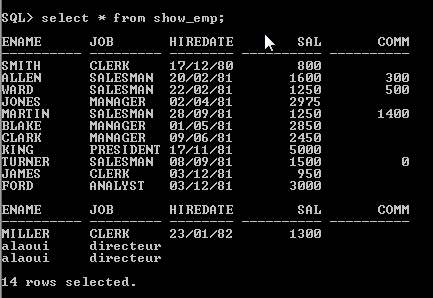 SQL> select * from show_emp;
ENAME JOB HIREDATE SAL COMM
---------- --------- -------- ---------- ----------
SMITH CLERK 17/12/80 800
ALLEN SALESMAN 20/02/81 1600 300
WARD SALESMAN 22/02/81 1250 500
JONES MANAGER 02/04/81 2975
MARTIN SALESMAN 28/09/81 1250 1400
BLAKE MANAGER 01/05/81 2850
CLARK MANAGER 09/06/81 2450
KING PRESIDENT 17/11/81 5000
TURNER SALESMAN 08/09/81 1500 0
JAMES CLERK 03/12/81 950
FORD ANALYST 03/12/81 3000
ENAME JOB HIREDATE SAL COMM
---------- --------- -------- ---------- ----------
MILLER CLERK 23/01/82 1300
alaoui directeur
alaoui directeur
14 rows selected.